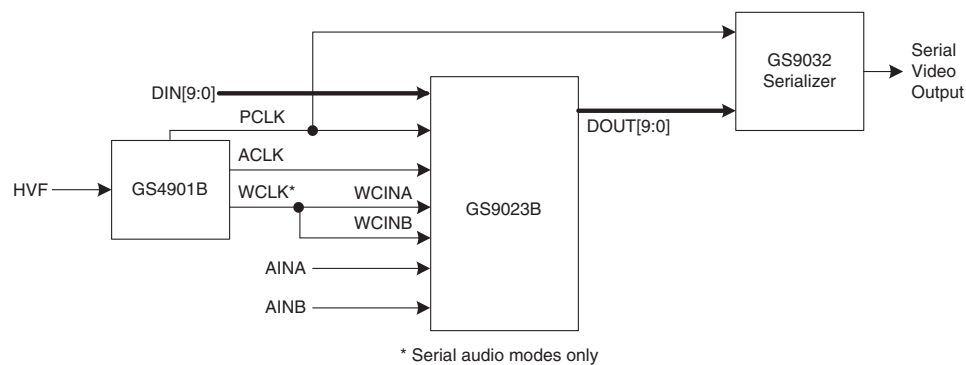 GS9032
Serializer
Serial
Video
Output
DIN[9:0]
PCLK
DOUT[9:0]
ACLK
HVF
GS4901B
WCLK*
WCINA
GS9023B
WCINB
AINA
AINB
* Serial audio modes only